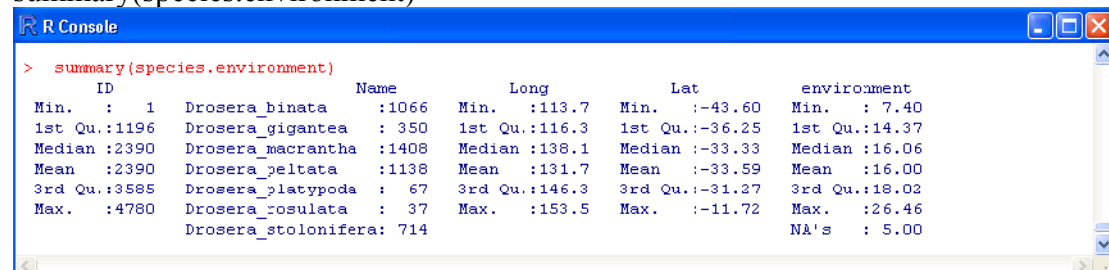 summary(species.environment)
R R Console
> summary(species.environment)
ID Name Long Lat environment
Min. : 1 Drosera_binata :1066 Min. :113.7 Min. :-43.60 Min. : 7.40
1st Qu.:1196 Drosera_gigantea : 350 1st Qu.:116.3 1st Qu.:-36.25 1st Qu.:14.37
Median :2390 Drosera_macrantha :1408 Median :138.1 Median :-33.33 Median :16.06
Mean :2390 Drosera_peltata :1138 Mean :131.7 Mean :-33.59 Mean :16.00
3rd Qu.:3585 Drosera_platypoda : 67 3rd Qu.:146.3 3rd Qu.:-31.27 3rd Qu.:18.02
Max. :4780 Drosera_rosulata : 37 Max. :153.5 Max. :-11.72 Max. :26.46
Drosera_stolonifera: 714 NA's : 5.00